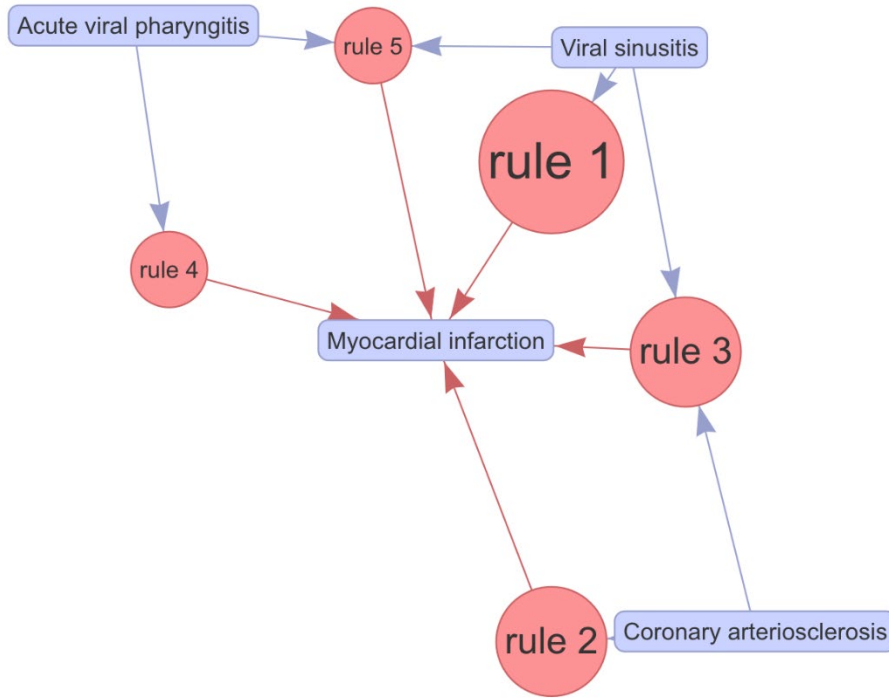 Acute viral pharyngitis
rule 5
Viral sinusitis
rule 1
rule 4
Myocardial infarction
rule 3
rule 2
Coronary arteriosclerosis